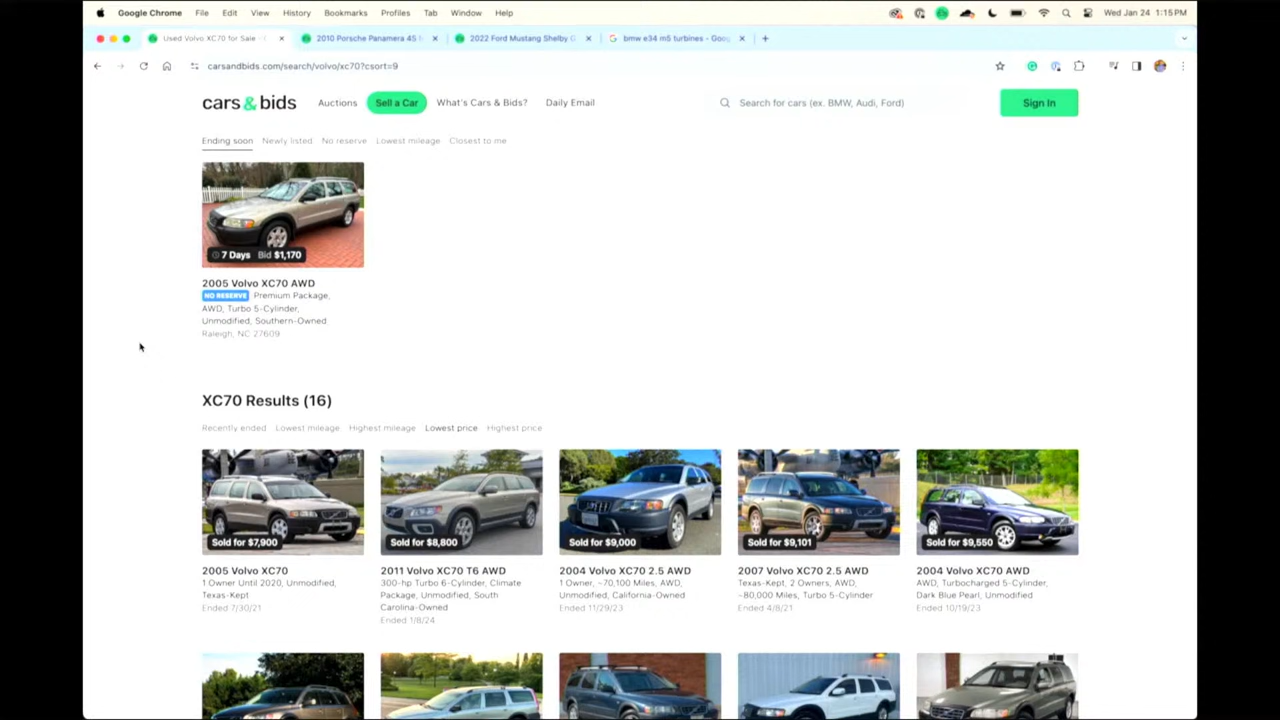 Google Chrome File Edit View History Bookmarks Profiles Tab Window Help Wed Jan 24 1:15 PM
Used Volvo XC70 for Sale - 2010 Porsche Panamera 4S 2022 Ford Mustang Shelby G bmw e34 m5 turbines - Goog
carsandbids.com/search/volvo/xc70?csort=9
cars & bids Auctions Sell a Car What's Cars & Bids? Daily Email Search for cars (ex. BMW, Audi, Ford) Sign In
Ending soon Newly listed No reserve Lowest mileage Closest to me
7 Days Bid $1,170
2005 Volvo XC70 AWD
NO RESERVE Premium Package,
AWD, Turbo 5-Cylinder,
Unmodified, Southern-Owned
Raleigh, NC 27609
XC70 Results (16)
Recently ended Lowest mileage Highest mileage Lowest price Highest price
Sold for $7,900
2005 Volvo XC70
1 Owner Until 2020, Unmodified,
Texas-Kept
Ended 7/30/21
Sold for $8,800
2011 Volvo XC70 T6 AWD
300-hp Turbo 6-Cylinder, Climate
Package, Unmodified, South
Carolina-Owned
Ended 1/8/24
Sold for $9,000
2004 Volvo XC70 2.5 AWD
1 Owner, ~70,100 Miles, AWD,
Unmodified, California-Owned
Ended 11/29/23
Sold for $9,101
2007 Volvo XC70 2.5 AWD
Texas-Kept, 2 Owners, AWD,
~80,000 Miles, Turbo 5-Cylinder
Ended 4/8/21
Sold for $9,550
2004 Volvo XC70 AWD
AWD, Turbocharged 5-Cylinder,
Dark Blue Pearl, Unmodified
Ended 10/19/23